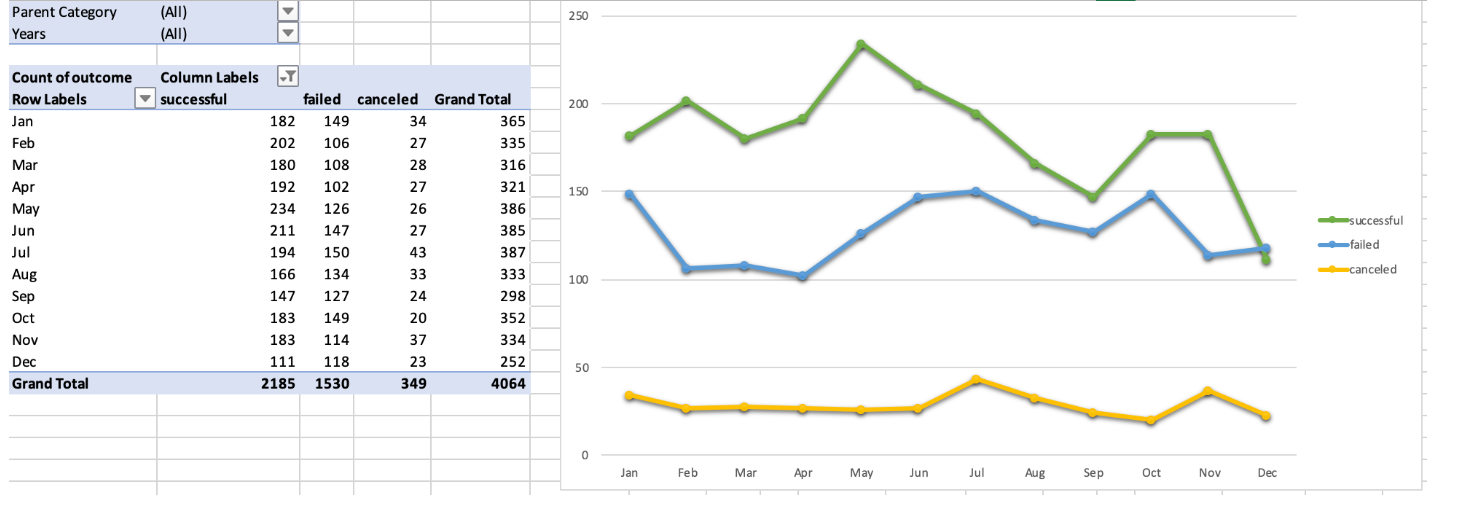 Parent Category (All)
Years (All)
Count of outcome Column Labels
Row Labels successful failed canceled Grand Total
Jan 182 149 34 365
Feb 202 106 27 335
Mar 180 108 28 316
Apr 192 102 27 321
May 234 126 26 386
Jun 211 147 27 385
Jul 194 150 43 387
Aug 166 134 33 333
Sep 147 127 24 298
Oct 183 149 20 352
Nov 183 114 37 334
Dec 111 118 23 252
Grand Total 2185 1530 349 4064
250
200
150
100
50
0
Jan Feb Mar Apr May Jun Jul Aug Sep Oct Nov Dec
successful
failed
canceled